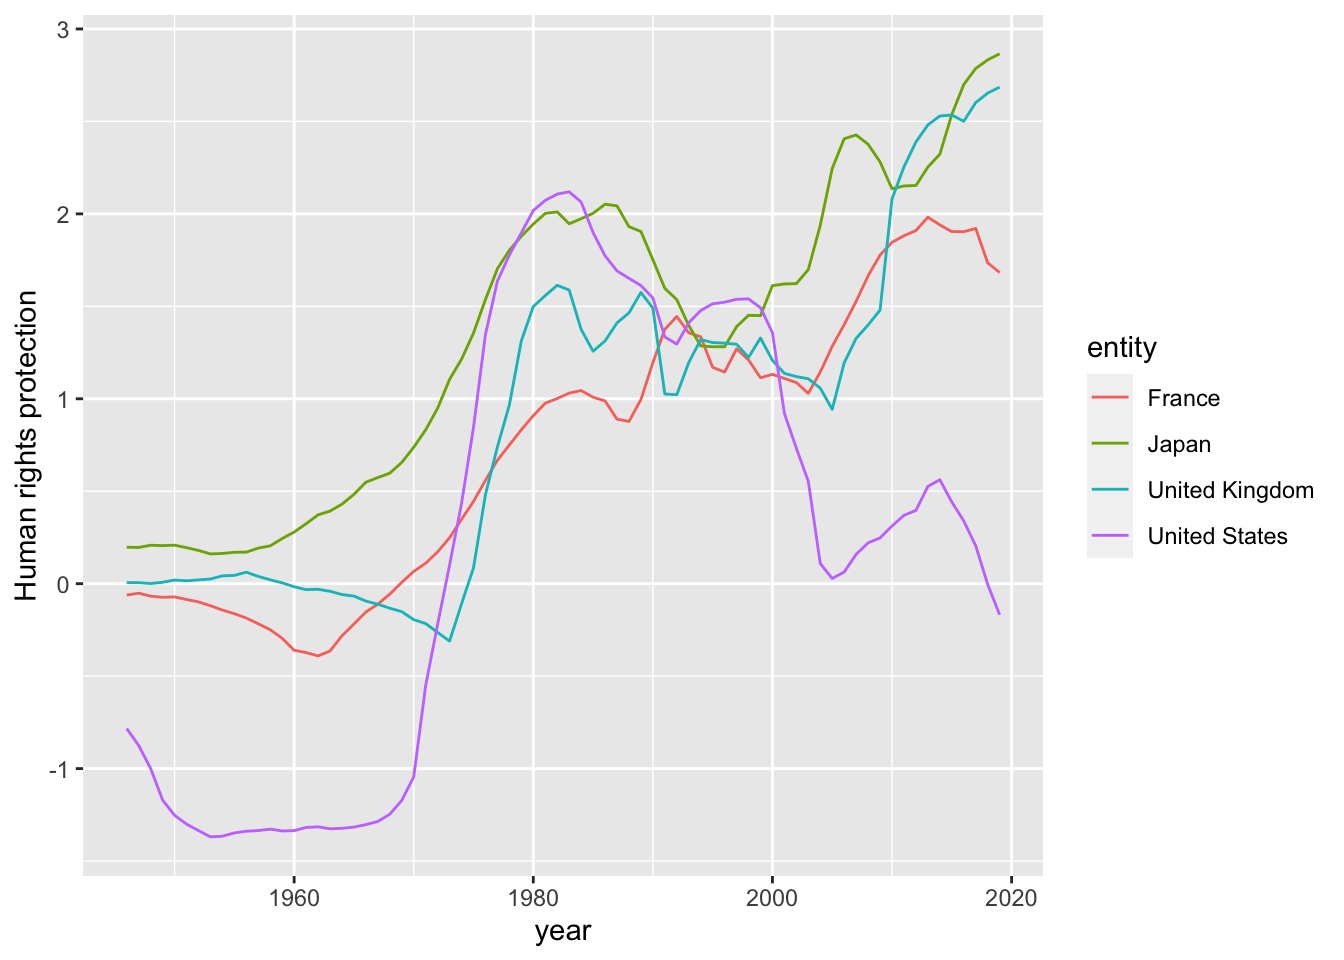 3
2
1
0
-1
Human rights protection
1960
1980
2000
2020
year
entity
France
Japan
United Kingdom
United States